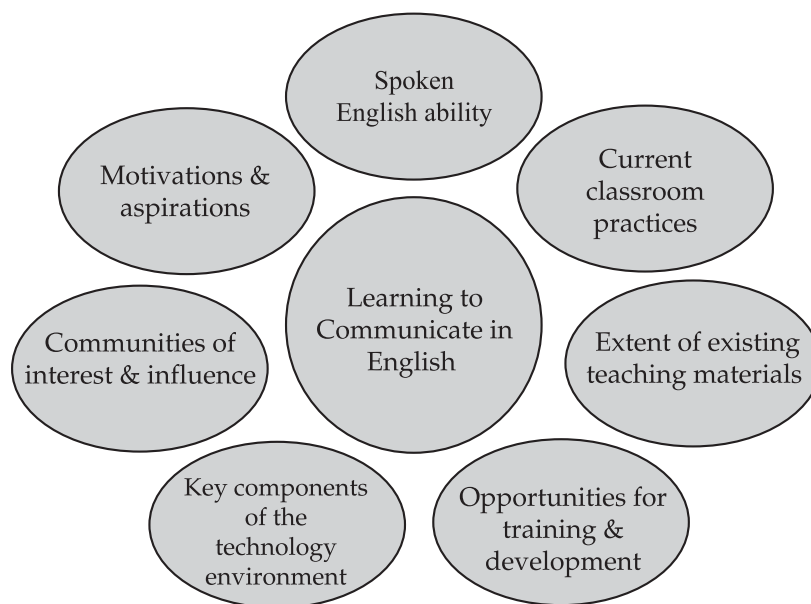 Spoken
English ability
Motivations &
aspirations
Current
classroom
practices
Learning to
Communicate in
English
Communities of
interest & influence
Extent of existing
teaching materials
Key components
of the
technology
environment
Opportunities for
training &
development